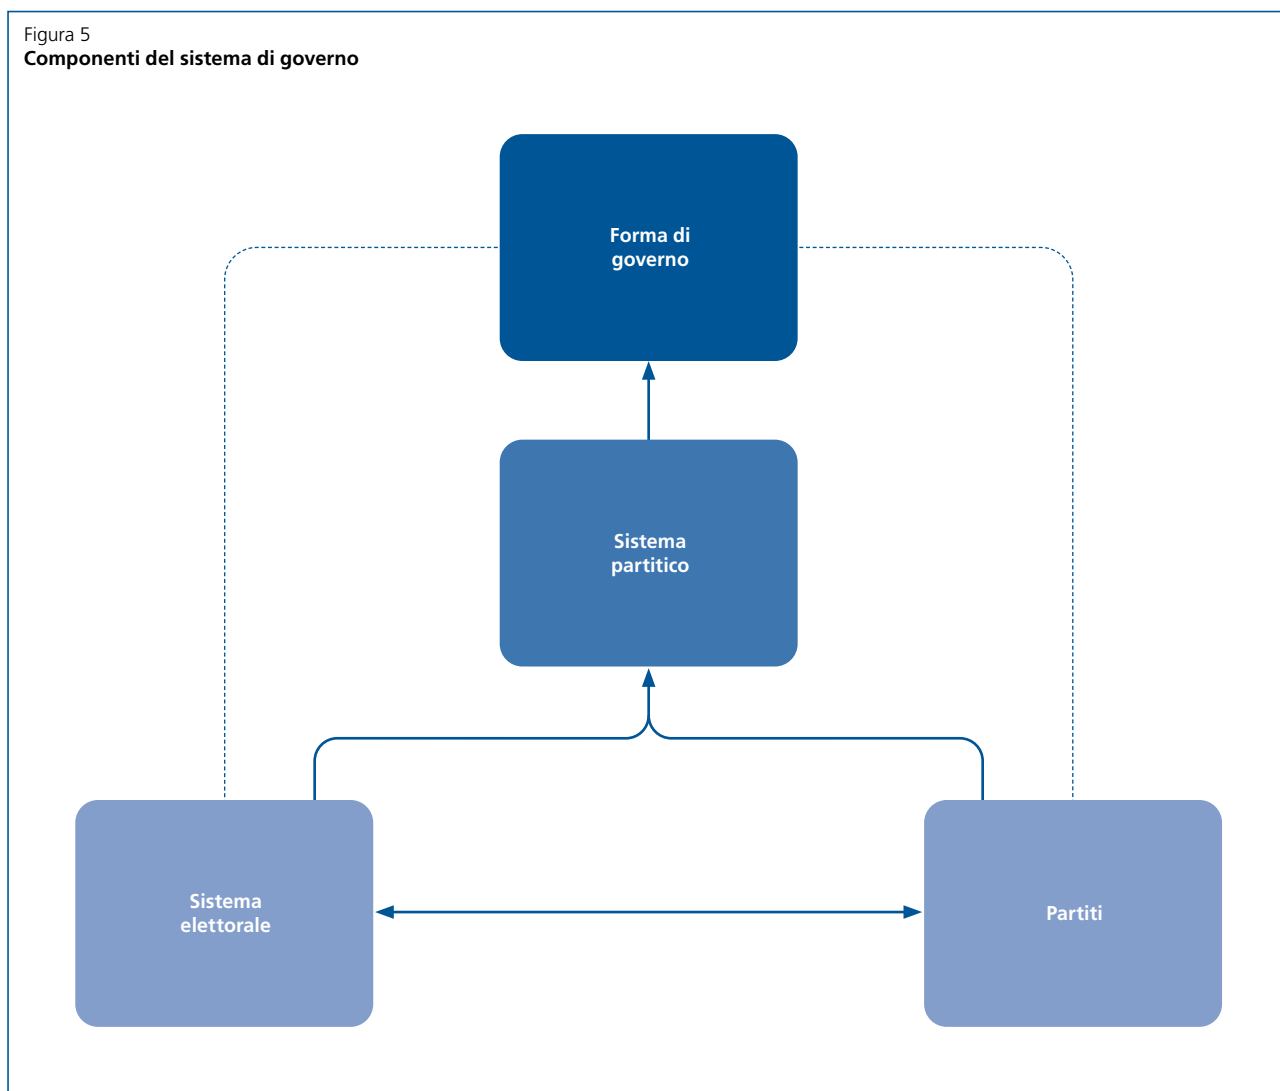 Figura 5
Componenti del sistema di governo
Forma di
governo
Sistema
partitico
Sistema
elettorale
Partiti